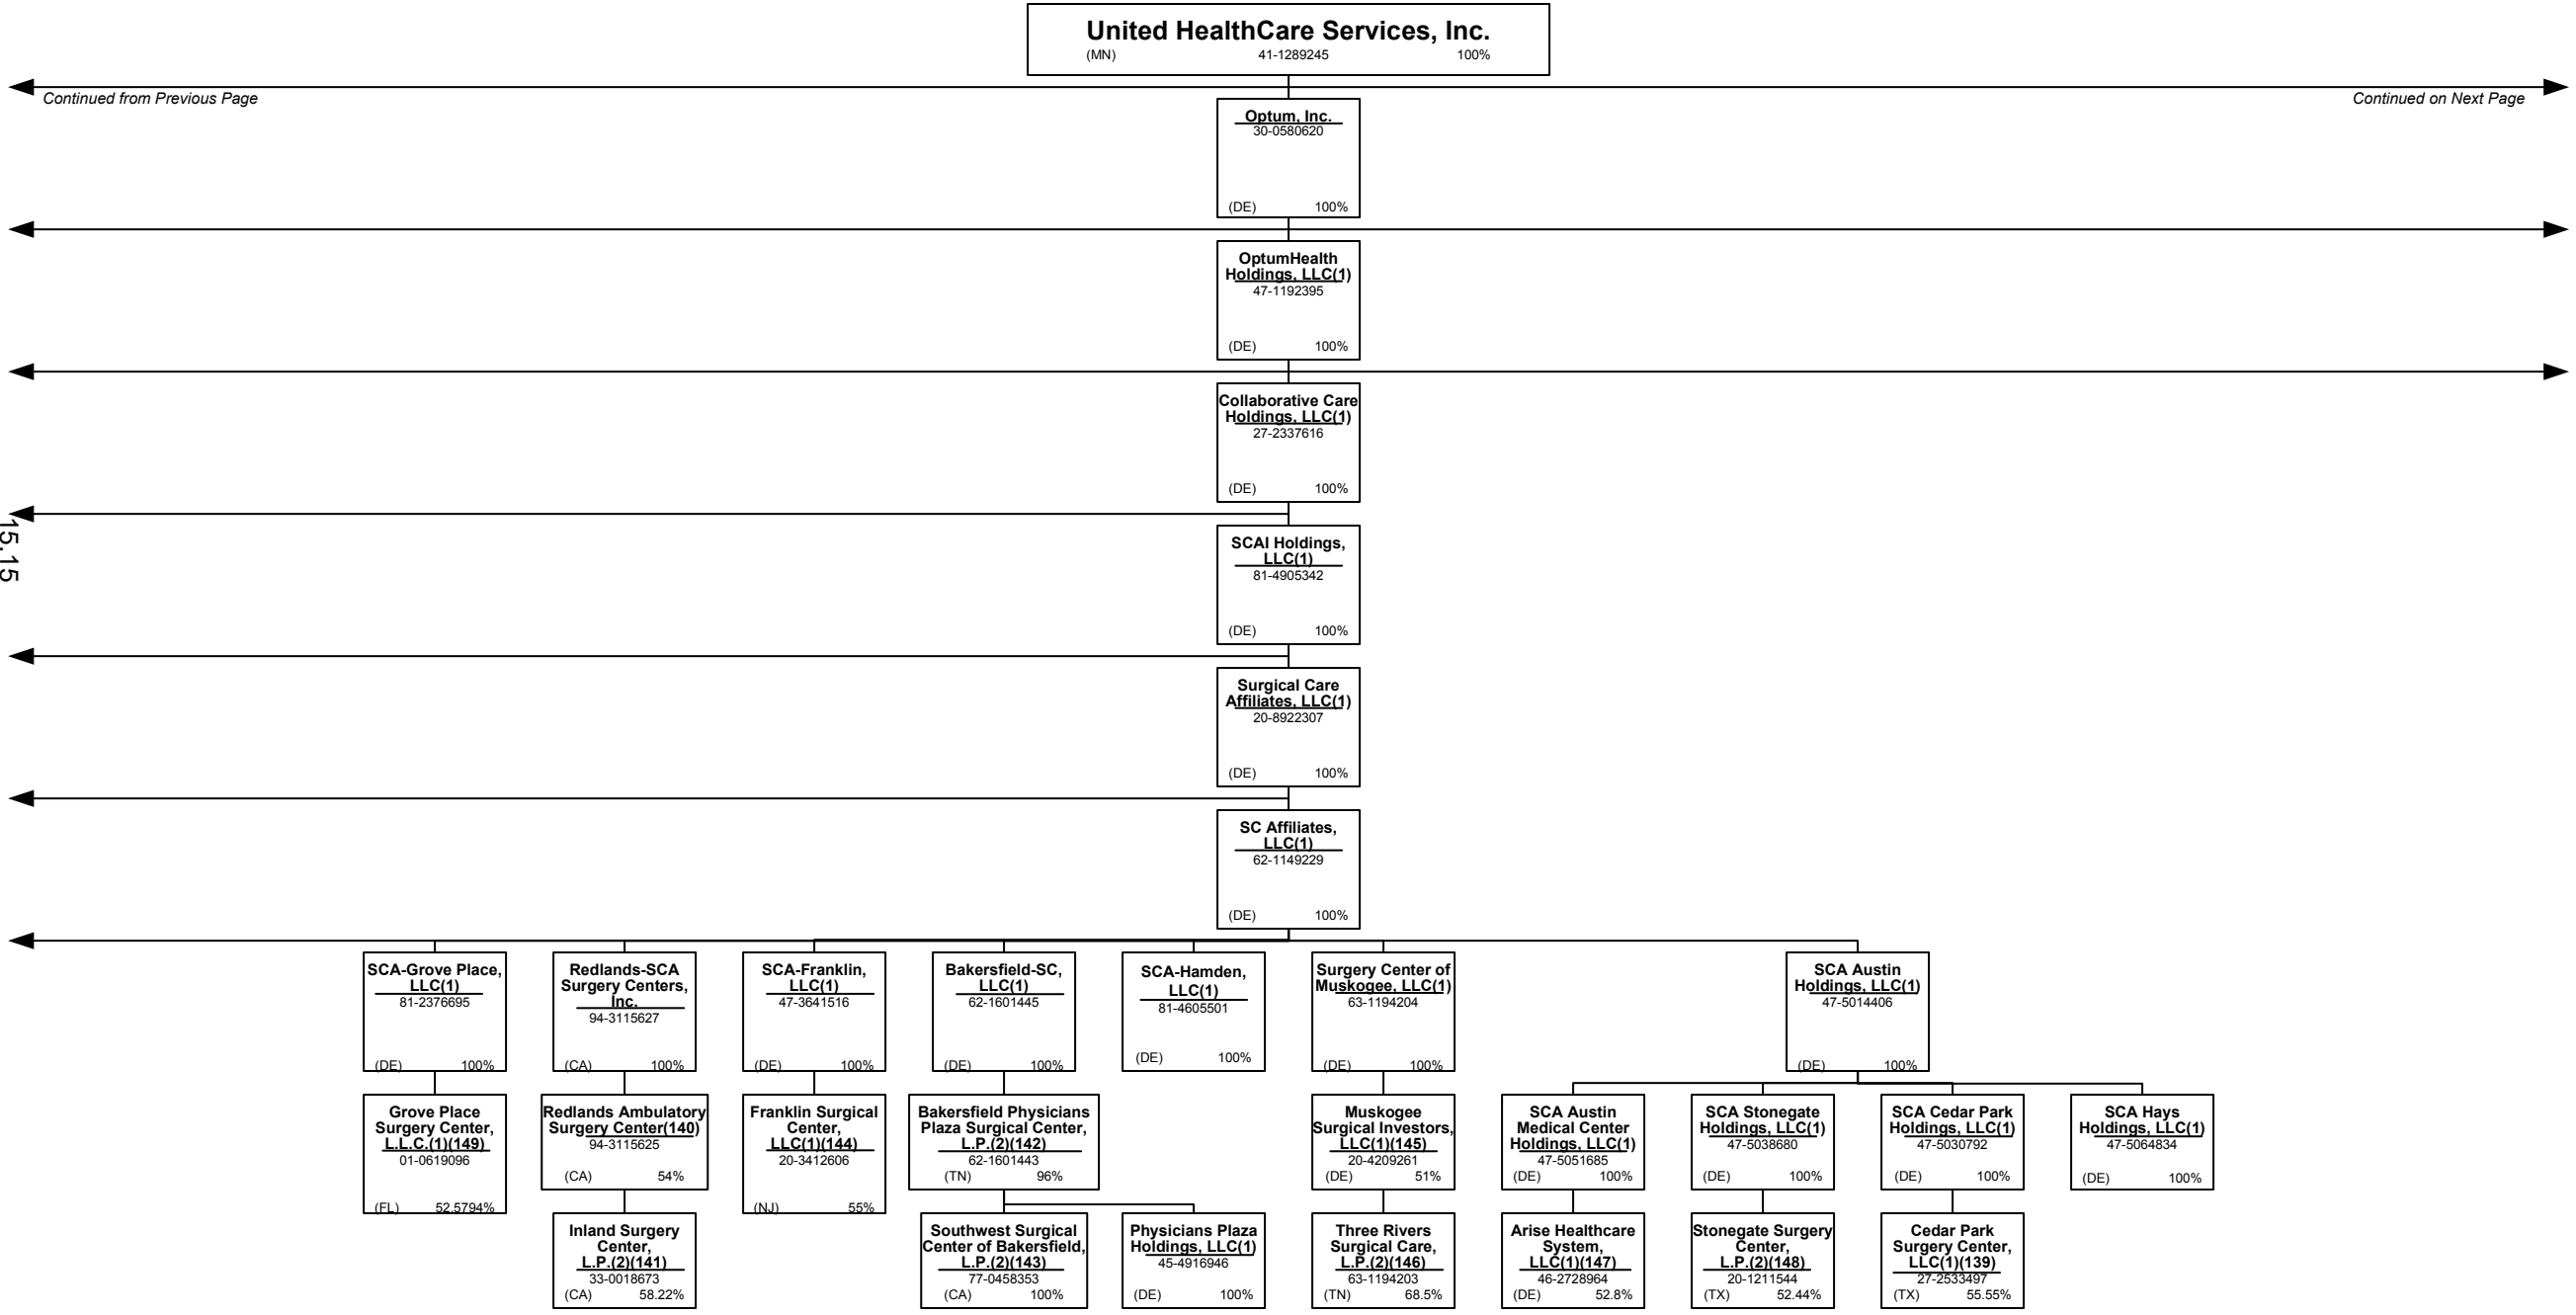 United HealthCare Services, Inc.
(MN) 41-1289245 100%
Continued from Previous Page
Continued on Next Page
Optum, Inc.
30-0580620
(DE) 100%
OptumHealth
Holdings, LLC(1)
47-1192395
(DE) 100%
Collaborative Care
Holdings, LLC(1)
27-2337616
(DE) 100%
15.15
SCAI Holdings,
LLC(1)
81-4905342
(DE) 100%
Surgical Care
Affiliates, LLC(1)
20-8922307
(DE) 100%
SC Affiliates,
LLC(1)
62-1149229
(DE) 100%
SCA-Grove Place,
LLC(1)
81-2376695
(DE) 100%
Redlands-SCA
Surgery Centers,
Inc.
94-3115627
(CA) 100%
SCA-Franklin,
LLC(1)
47-3641516
(DE) 100%
Bakersfield-SC,
LLC(1)
62-1601445
(DE) 100%
SCA-Hamden,
LLC(1)
81-4605501
(DE) 100%
Surgery Center of
Muskogee, LLC(1)
63-1194204
(DE) 100%
SCA Austin
Holdings, LLC(1)
47-5014406
(DE) 100%
Grove Place
Surgery Center,
L.L.C.(1)(149)
01-0619096
(FL) 52.5794%
Redlands Ambulatory
Surgery Center(140)
94-3115625
(CA) 54%
Franklin Surgical
Center,
LLC(1)(144)
20-3412606
(NJ) 55%
Bakersfield Physicians
Plaza Surgical Center,
L.P.(2)(142)
62-1601443
(TN) 96%
Muskogee
Surgical Investors,
LLC(1)(145)
20-4209261
(DE) 51%
SCA Austin
Medical Center
Holdings, LLC(1)
47-5051685
(DE) 100%
SCA Stonegate
Holdings, LLC(1)
47-5038680
(DE) 100%
SCA Cedar Park
Holdings, LLC(1)
47-5030792
(DE) 100%
SCA Hays
Holdings, LLC(1)
47-5064834
(DE) 100%
Inland Surgery
Center,
L.P.(2)(141)
33-0018673
(CA) 58.22%
Southwest Surgical
Center of Bakersfield,
L.P.(2)(143)
77-0458353
(CA) 100%
Physicians Plaza
Holdings, LLC(1)
45-4916946
(DE) 100%
Three Rivers
Surgical Care,
L.P.(2)(146)
63-1194203
(TN) 68.5%
Arise Healthcare
System,
LLC(1)(147)
46-2728964
(DE) 52.8%
Stonegate Surgery
Center,
L.P.(2)(148)
20-1211544
(TX) 52.44%
Cedar Park
Surgery Center,
LLC(1)(139)
27-2533497
(TX) 55.55%